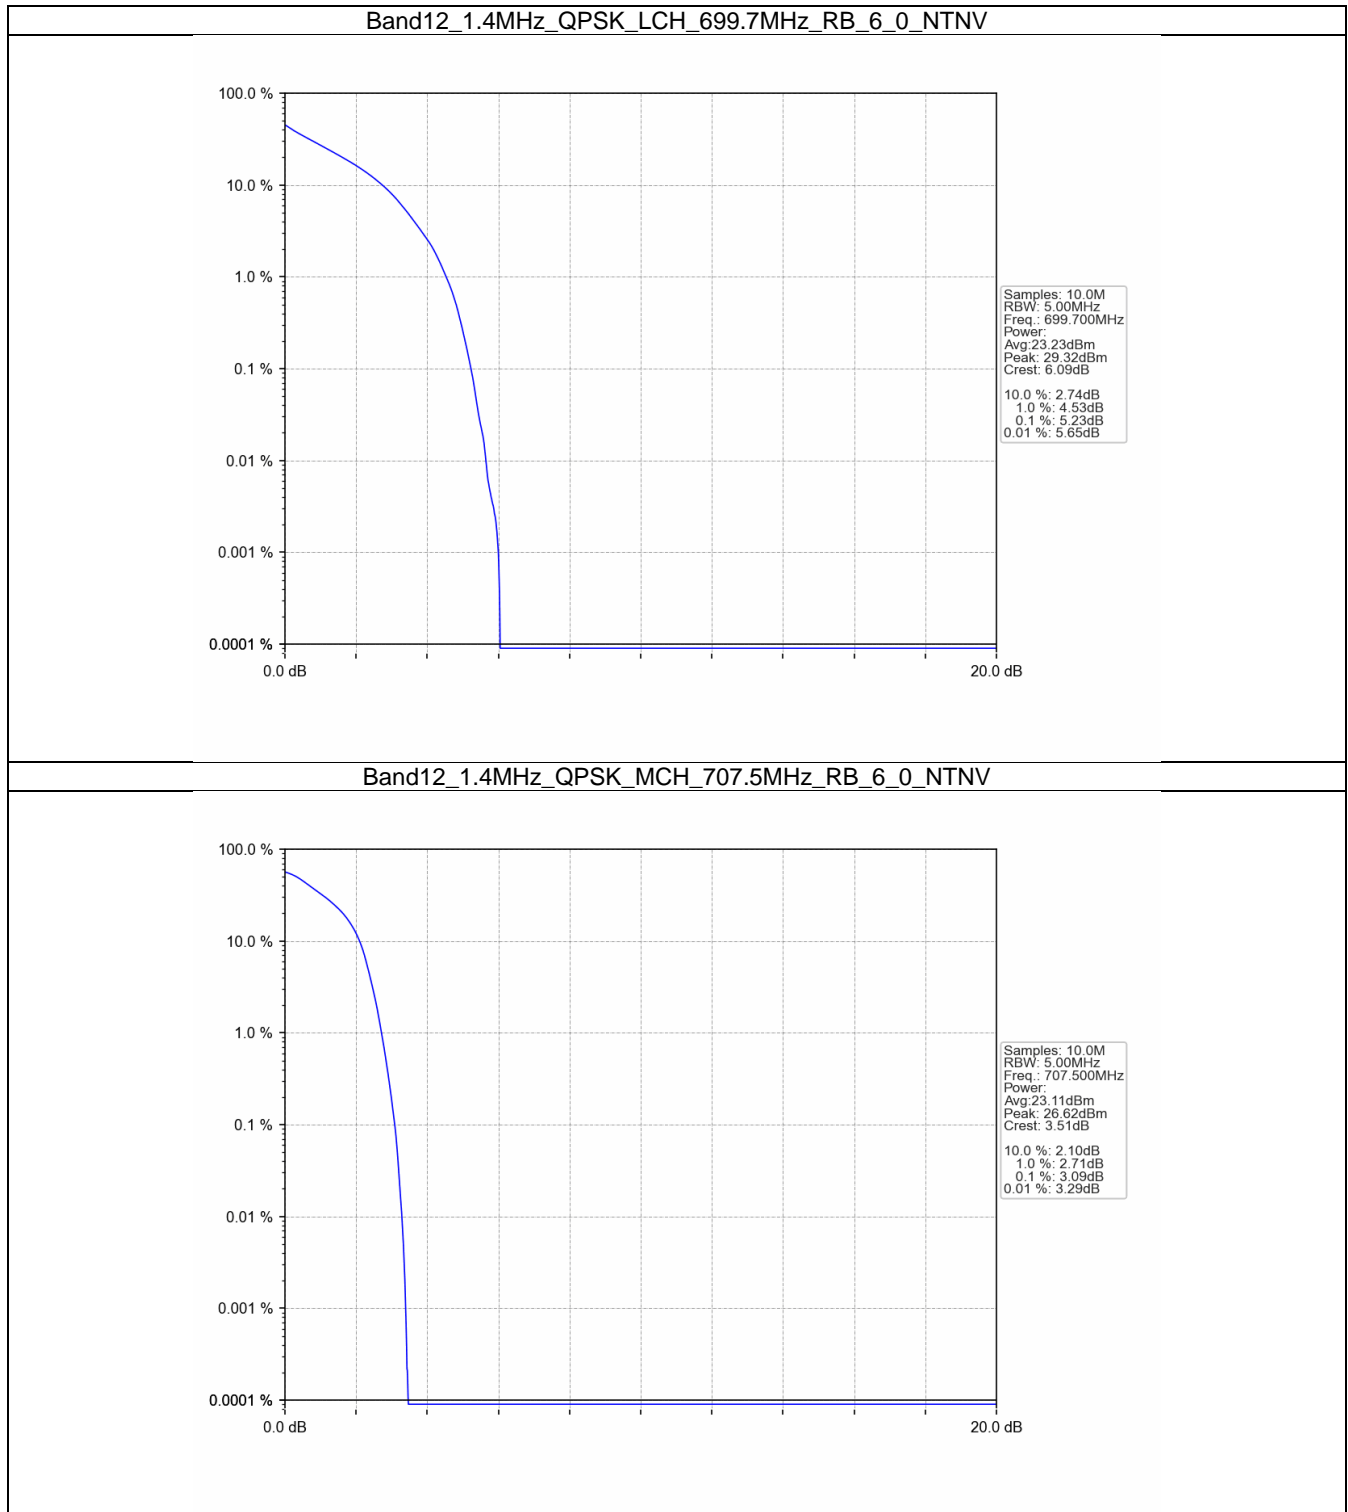 Band12_1.4MHz_QPSK_LCH_699.7MHz_RB_6_0_NTNV
100.0 %
10.0 %
1.0 %
0.1 %
0.01 %
0.001 %
0.0001 %
0.0 dB
20.0 dB
Samples: 10.0M
RBW: 5.00MHz
Freq.: 699.700MHz
Power:
Avg:23.23dBm
Peak: 29.32dBm
Crest: 6.09dB
10.0 %: 2.74dB
1.0 %: 4.53dB
0.1 %: 5.23dB
0.01 %: 5.65dB
Band12_1.4MHz_QPSK_MCH_707.5MHz_RB_6_0_NTNV
100.0 %
10.0 %
1.0 %
0.1 %
0.01 %
0.001 %
0.0001 %
0.0 dB
20.0 dB
Samples: 10.0M
RBW: 5.00MHz
Freq.: 707.500MHz
Power:
Avg:23.11dBm
Peak: 26.62dBm
Crest: 3.51dB
10.0 %: 2.10dB
1.0 %: 2.71dB
0.1 %: 3.09dB
0.01 %: 3.29dB